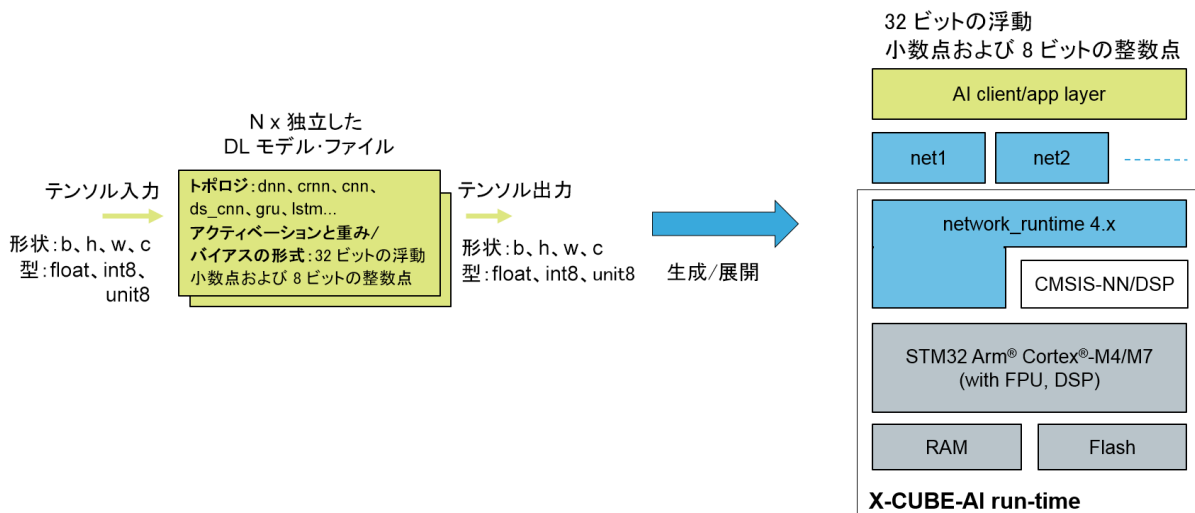 N x 独立した
DL モデル・ファイル
テンソル入力
形状:b、h、w、c
型:float、int8、
unit8
トポロジ:dnn、crnn、cnn、
ds_cnn、gru、lstm...
アクティベーションと重み/
バイアスの形式:32 ビットの浮動
小数点および 8 ビットの整数点
テンソル出力
形状:b、h、w、c
型:float、int8、unit8
生成/展開
32 ビットの浮動
小数点および 8 ビットの整数点
AI client/app layer
net1
net2
network_runtime 4.x
CMSIS-NN/DSP
STM32 Arm® Cortex®-M4/M7
(with FPU, DSP)
RAM
Flash
X-CUBE-AI run-time